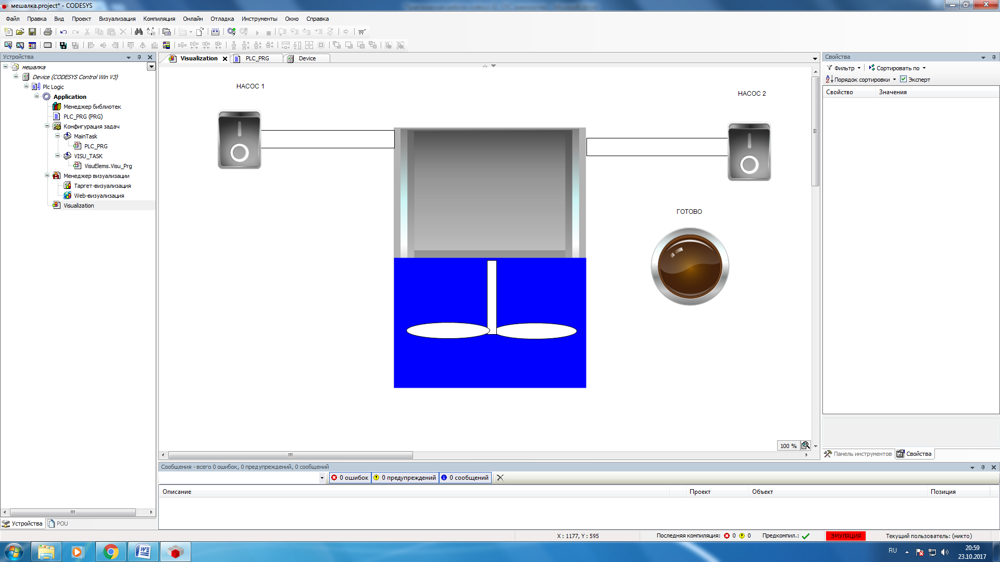 мешалка.project* - CODESYS
Файл Правка Вид Проект Визуализация Компиляция Онлайн Отладка Инструменты Окно Справка
Устройства
мешалка
Device (CODESYS Control Win V3)
Plc Logic
Application
Менеджер библиотек
PLC_PRG (PRG)
Конфигурация задач
MainTask
PLC_PRG
VISU_TASK
VisuElems.Visu_Prg
Менеджер визуализации
Таргет-визуализация
Web-визуализация
Visualization
Устройства POU
Visualization PLC_PRG Device
НАСОС 1
НАСОС 2
ГОТОВО
100 %
Свойства
Фильтр Сортировать по
Порядок сортировки Эксперт
Свойство Значения
Панель инструментов Свойства
Сообщения - всего 0 ошибок, 0 предупреждений, 0 сообщений
0 ошибок 0 предупреждений 0 сообщений
Описание Проект Объект Позиция
X : 1177, Y : 595 Последняя компиляция: 0 0 Предкомпил.: ЭМУЛЯЦИЯ Текущий пользователь: (никто)
RU 20:59
23.10.2017